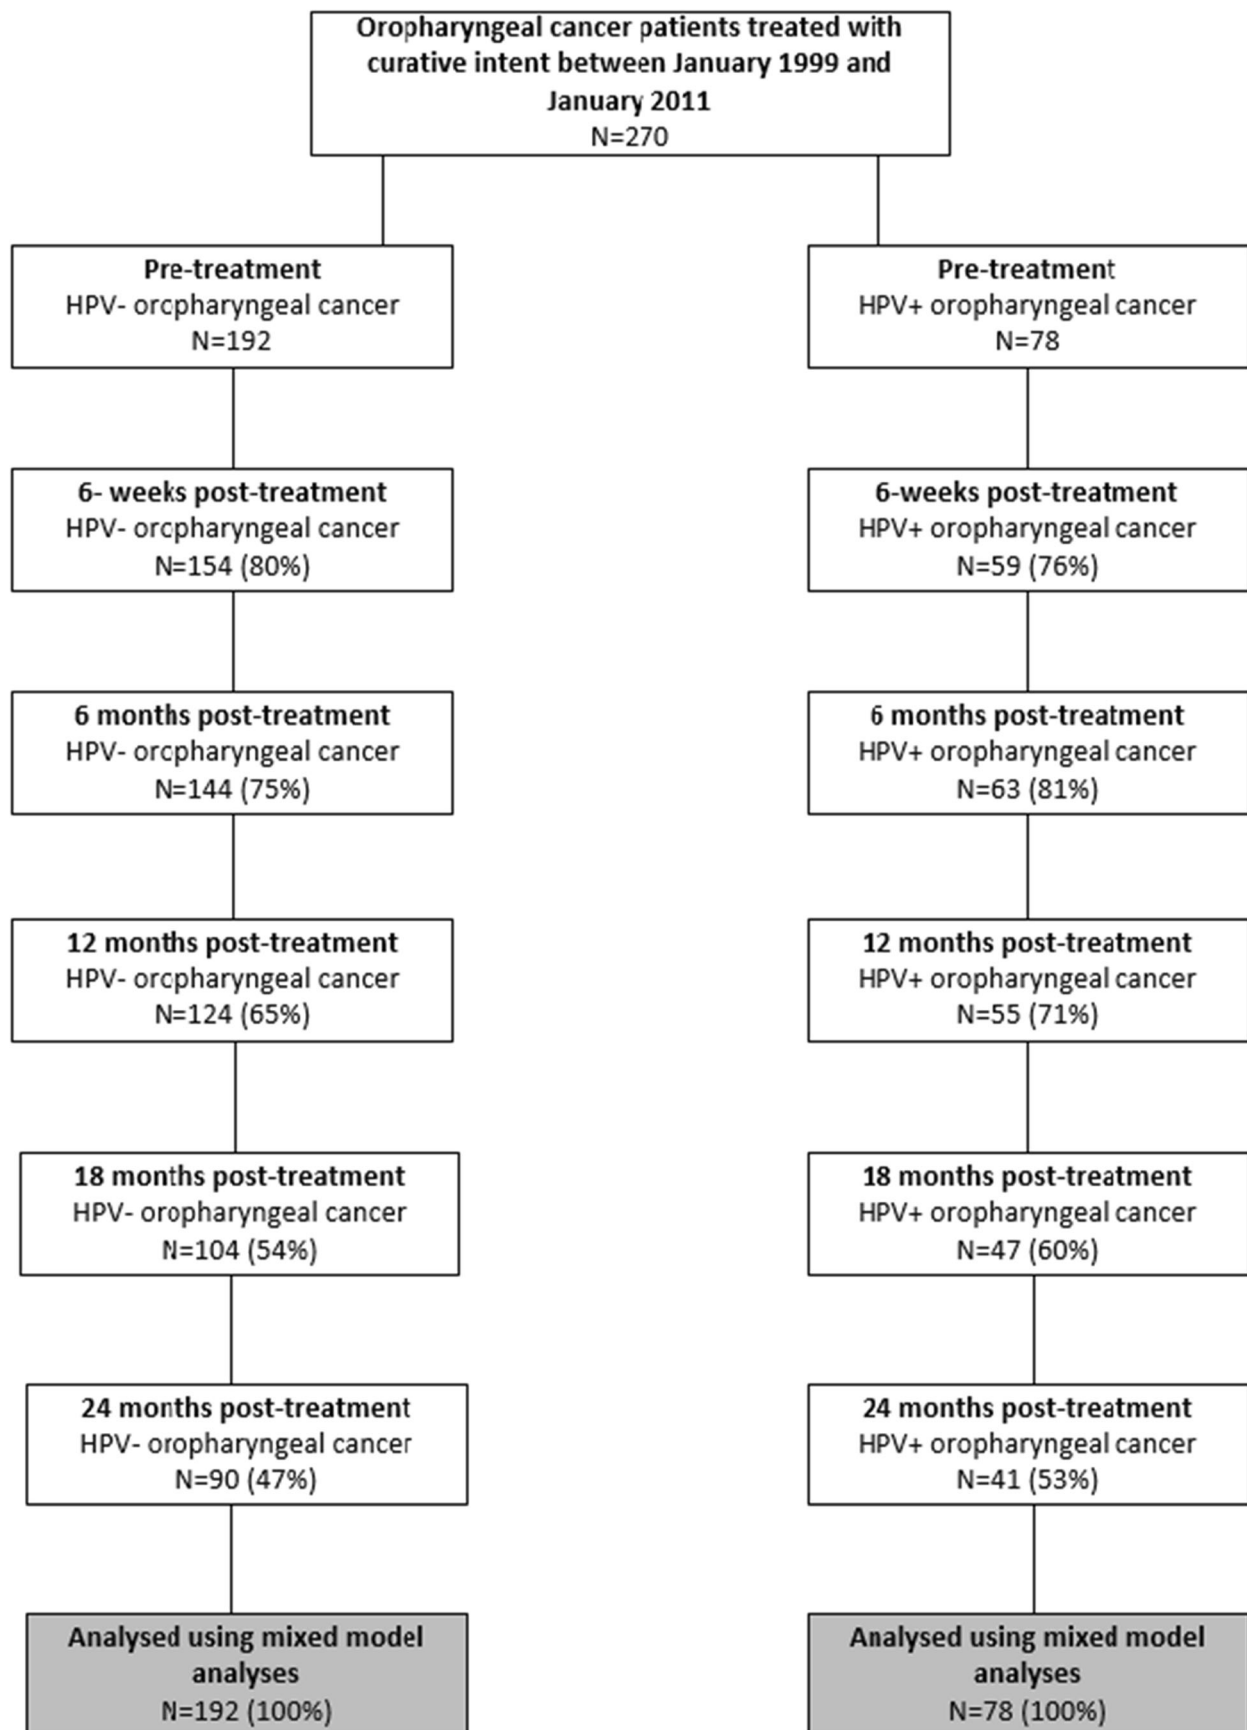 Oropharyngeal cancer patients treated with
curative intent between January 1999 and
January 2011
N=270
Pre-treatment
HPV- oropharyngeal cancer
N=192
Pre-treatment
HPV+ oropharyngeal cancer
N=78
6- weeks post-treatment
HPV- oropharyngeal cancer
N=154 (80%)
6-weeks post-treatment
HPV+ oropharyngeal cancer
N=59 (76%)
6 months post-treatment
HPV- oropharyngeal cancer
N=144 (75%)
6 months post-treatment
HPV+ oropharyngeal cancer
N=63 (81%)
12 months post-treatment
HPV- oropharyngeal cancer
N=124 (65%)
12 months post-treatment
HPV+ oropharyngeal cancer
N=55 (71%)
18 months post-treatment
HPV- oropharyngeal cancer
N=104 (54%)
18 months post-treatment
HPV+ oropharyngeal cancer
N=47 (60%)
24 months post-treatment
HPV- oropharyngeal cancer
N=90 (47%)
24 months post-treatment
HPV+ oropharyngeal cancer
N=41 (53%)
Analysed using mixed model
analyses
N=192 (100%)
Analysed using mixed model
analyses
N=78 (100%)